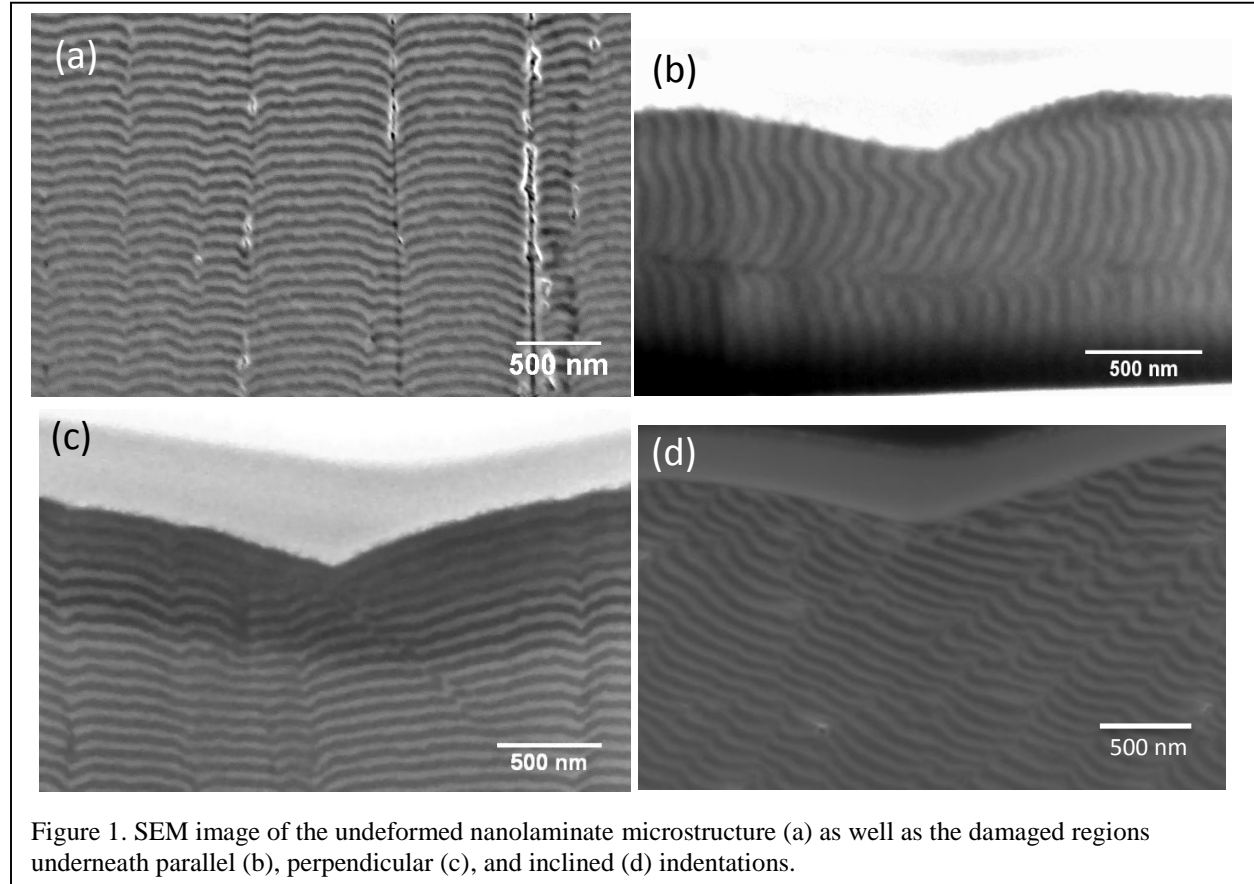 (a)
500 nm
(b)
500 nm
(c)
500 nm
(d)
500 nm
Figure 1. SEM image of the undeformed nanolaminate microstructure (a) as well as the damaged regions
underneath parallel (b), perpendicular (c), and inclined (d) indentations.